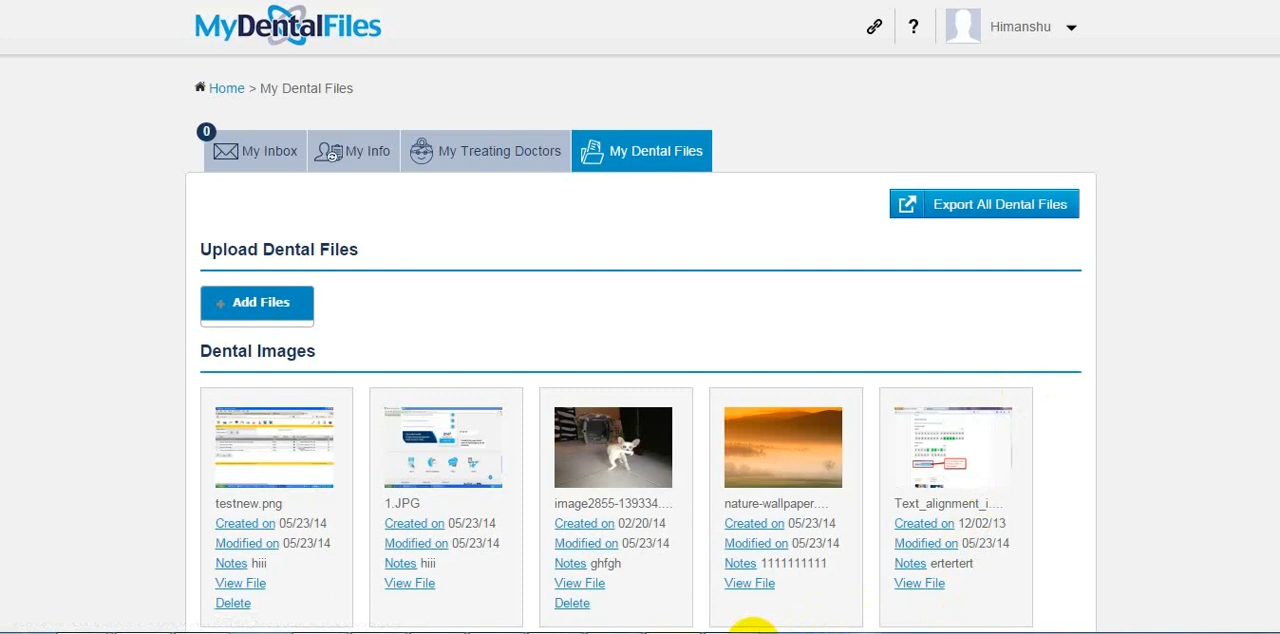 MyDentalFiles
?
Himanshu
Home > My Dental Files
0
My Inbox
My Info
My Treating Doctors
My Dental Files
Export All Dental Files
Upload Dental Files
+ Add Files
Dental Images
testnew.png
Created on 05/23/14
Modified on 05/23/14
Notes hiii
View File
Delete
1.JPG
Created on 05/23/14
Modified on 05/23/14
Notes hiii
View File
image2855-139334....
Created on 02/20/14
Modified on 05/23/14
Notes ghfgh
View File
Delete
nature-wallpaper....
Created on 05/23/14
Modified on 05/23/14
Notes 1111111111
View File
Text_alignment_i....
Created on 12/02/13
Modified on 05/23/14
Notes ertertert
View File